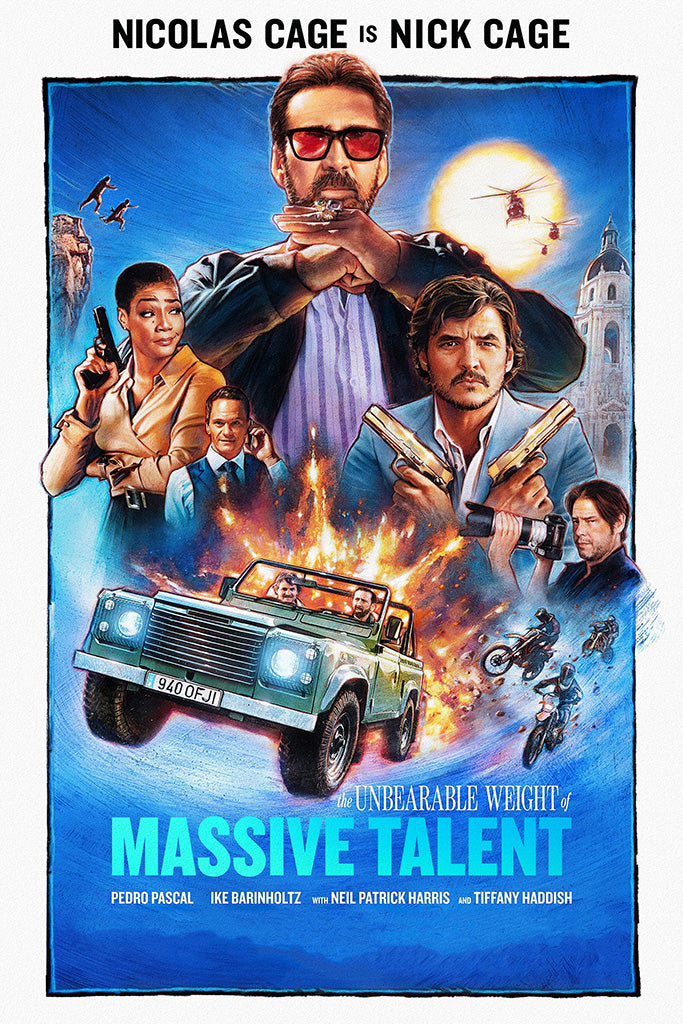 NICOLAS CAGE IS NICK CAGE
940 OFJI
the UNBEARABLE WEIGHT of
MASSIVE TALENT
PEDRO PASCAL IKE BARINHOLTZ WITH NEIL PATRICK HARRIS AND TIFFANY HADDISH